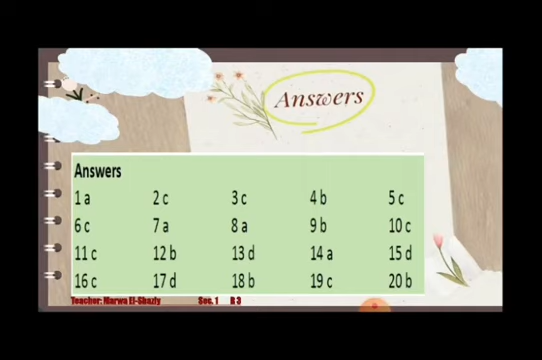 Answers
Answers
1 a 2 c 3 c 4 b 5 c
6 c 7 a 8 a 9 b 10 c
11 c 12 b 13 d 14 a 15 d
16 c 17 d 18 b 19 c 20 b
Teacher: Marwa El-Shazly Sec. 1 R 3